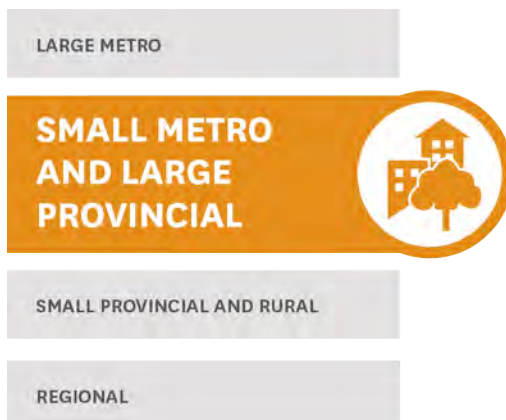 LARGE METRO
SMALL METRO
AND LARGE
PROVINCIAL
SMALL PROVINCIAL AND RURAL
REGIONAL